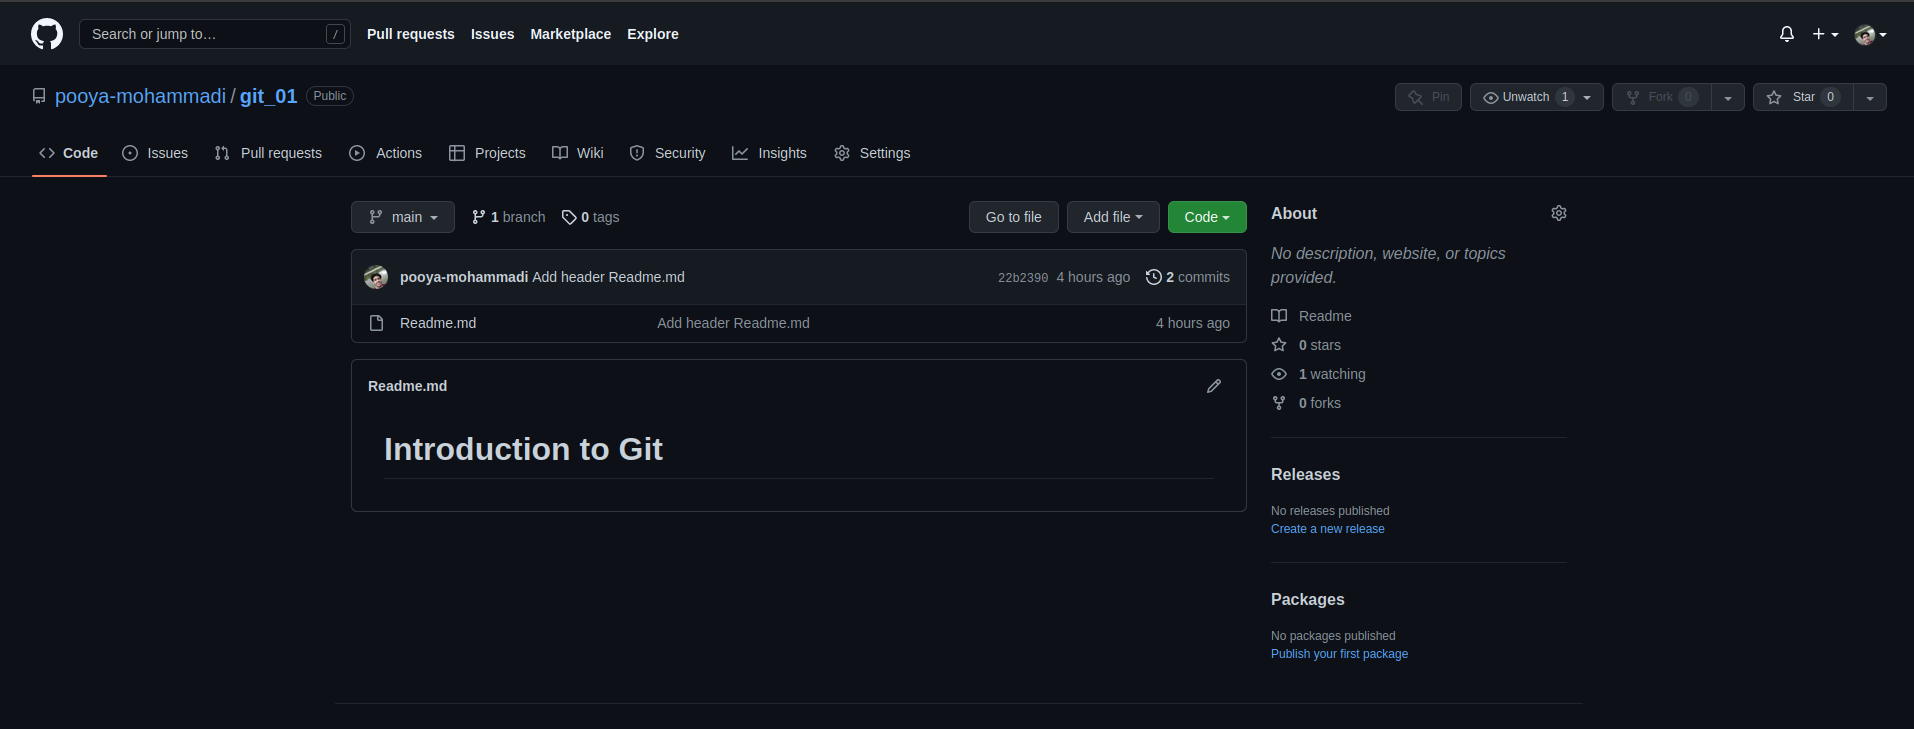 Search or jump to… /
Pull requests Issues Marketplace Explore
pooya-mohammadi / git_01 Public
Pin Unwatch 1 Fork 0 Star 0
Code Issues Pull requests Actions Projects Wiki Security Insights Settings
main 1 branch 0 tags Go to file Add file Code
pooya-mohammadi Add header Readme.md 22b2390 4 hours ago 2 commits
Readme.md Add header Readme.md 4 hours ago
Readme.md
Introduction to Git
About
No description, website, or topics
provided.
Readme
0 stars
1 watching
0 forks
Releases
No releases published
Create a new release
Packages
No packages published
Publish your first package